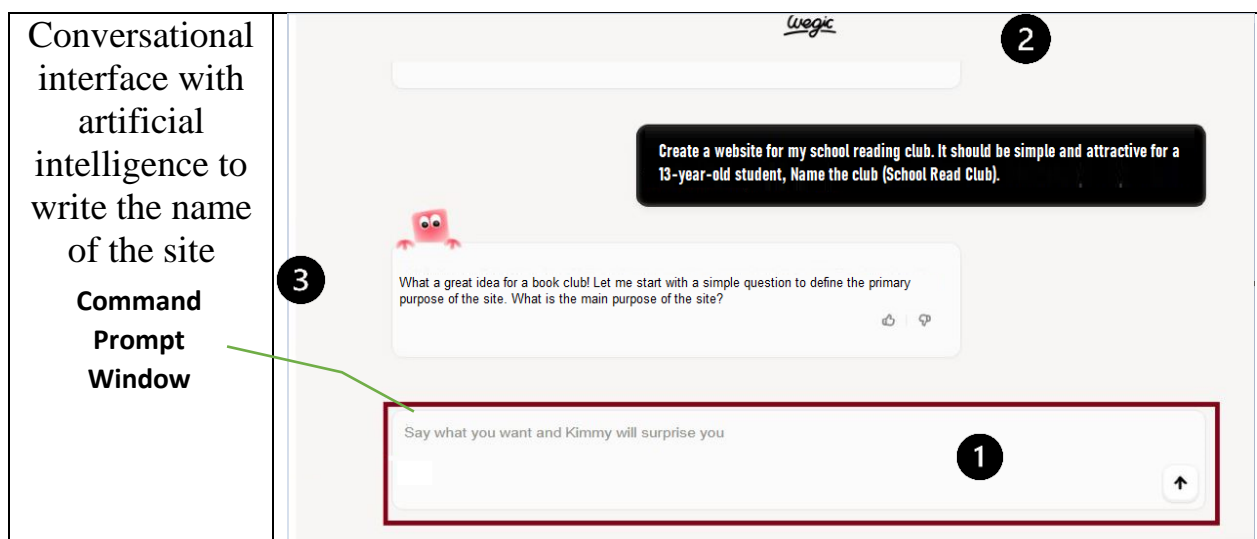 Conversational
interface with
artificial
intelligence to
write the name
of the site
Command
Prompt
Window
wegic
2
Create a website for my school reading club. It should be simple and attractive for a
13-year-old student, Name the club (School Read Club).
3
What a great idea for a book club! Let me start with a simple question to define the primary
purpose of the site. What is the main purpose of the site?
Say what you want and Kimmy will surprise you
1